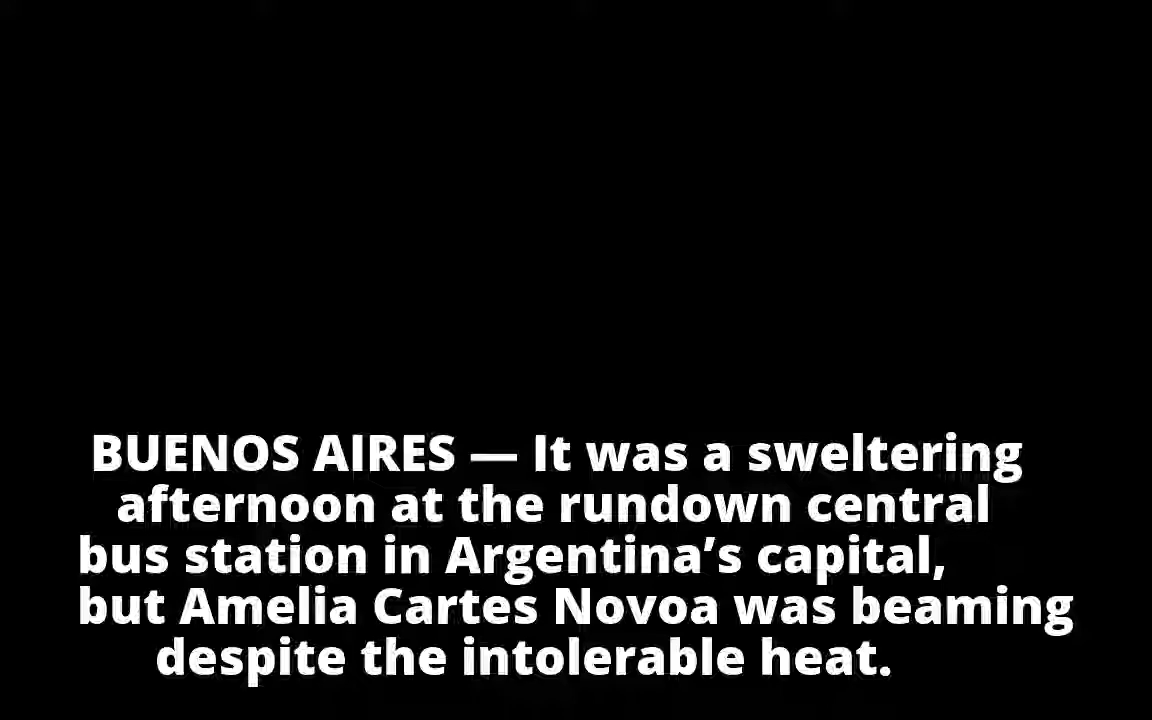 BUENOS AIRES — It was a sweltering
afternoon at the rundown central
bus station in Argentina’s capital,
but Amelia Cartes Novoa was beaming
despite the intolerable heat.